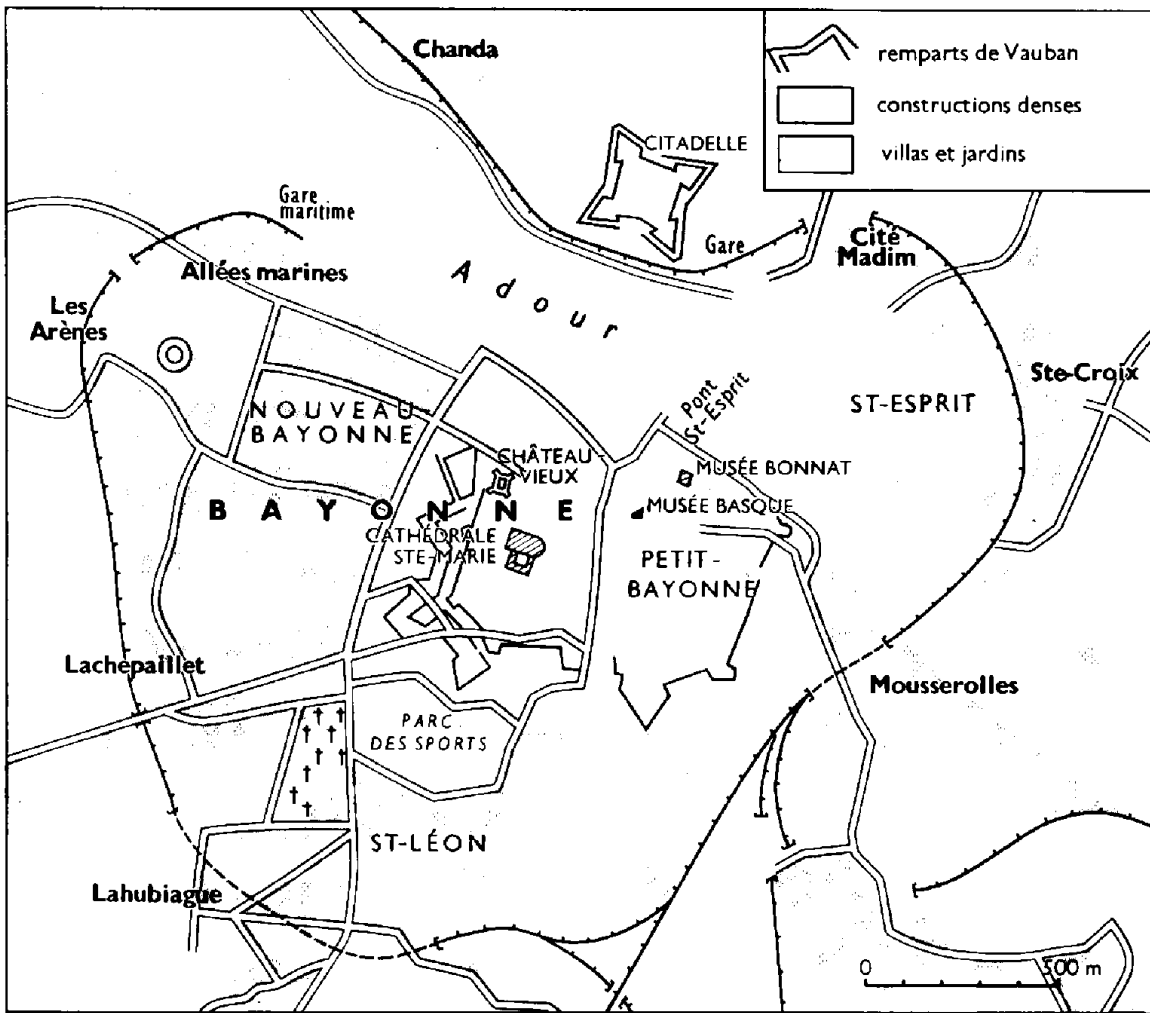 Chanda
remparts de Vauban
constructions denses
villas et jardins
CITADELLE
Gare
maritime
Gare
Cité
Madim
Allées marines
Adour
Les
Arènes
Ste-Croix
ST-ESPRIT
Pont
St-Esprit
NOUVEAU
BAYONNE
CHÂTEAU
VIEUX
MUSÉE BONNAT
BAYONNE
MUSÉE BASQUE
CATHÉDRALE
STE-MARIE
PETIT-
BAYONNE
Lachepaillet
Mousserolles
PARC
DES SPORTS
ST-LÉON
Lahubiague
0 500 m